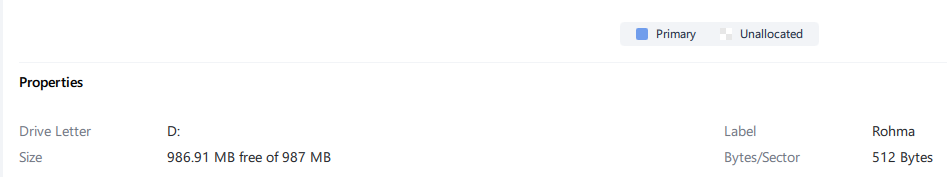 Primary Unallocated
Properties
Drive Letter D: Label Rohma
Size 986.91 MB free of 987 MB Bytes/Sector 512 Bytes